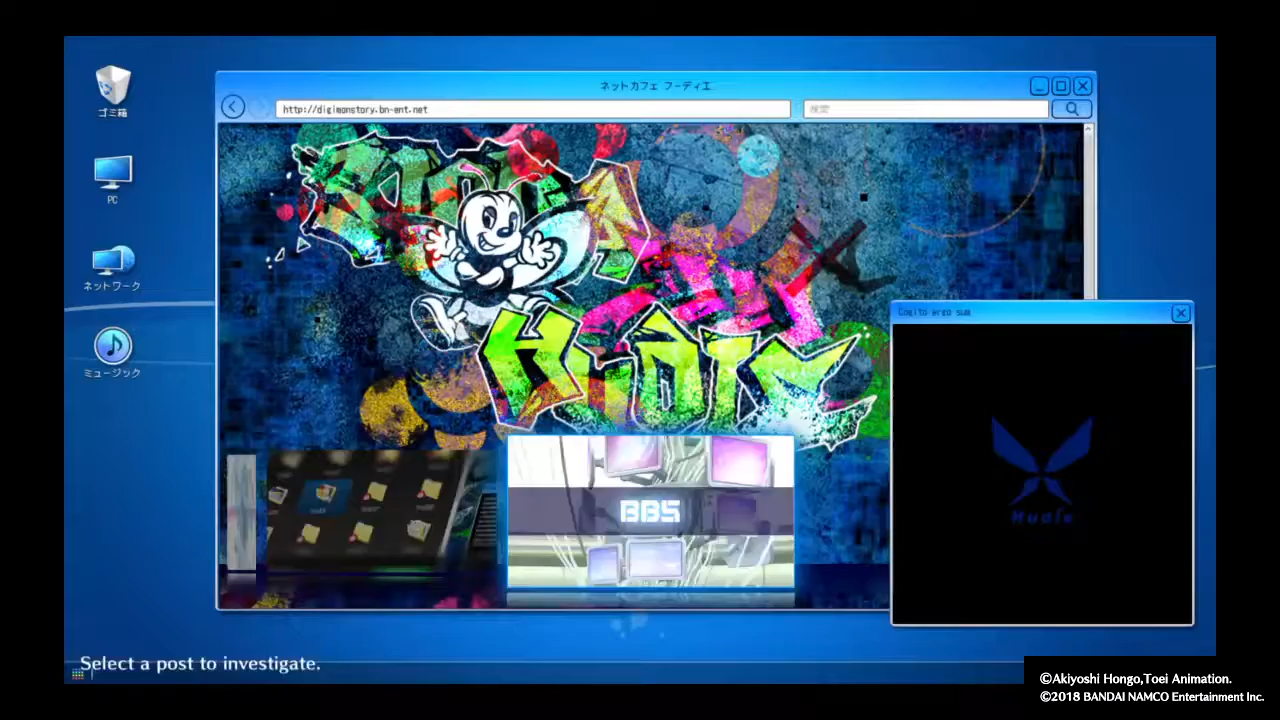 ゴミ箱
PC
ネットワーク
ミュージック
ネットカフェ フーディエ
http://digimonstory.bn-ent.net
検索
Cogito ergo sum
Hudie
BBS
Hudie
Select a post to investigate.
©Akiyoshi Hongo,Toei Animation.
©2018 BANDAI NAMCO Entertainment Inc.